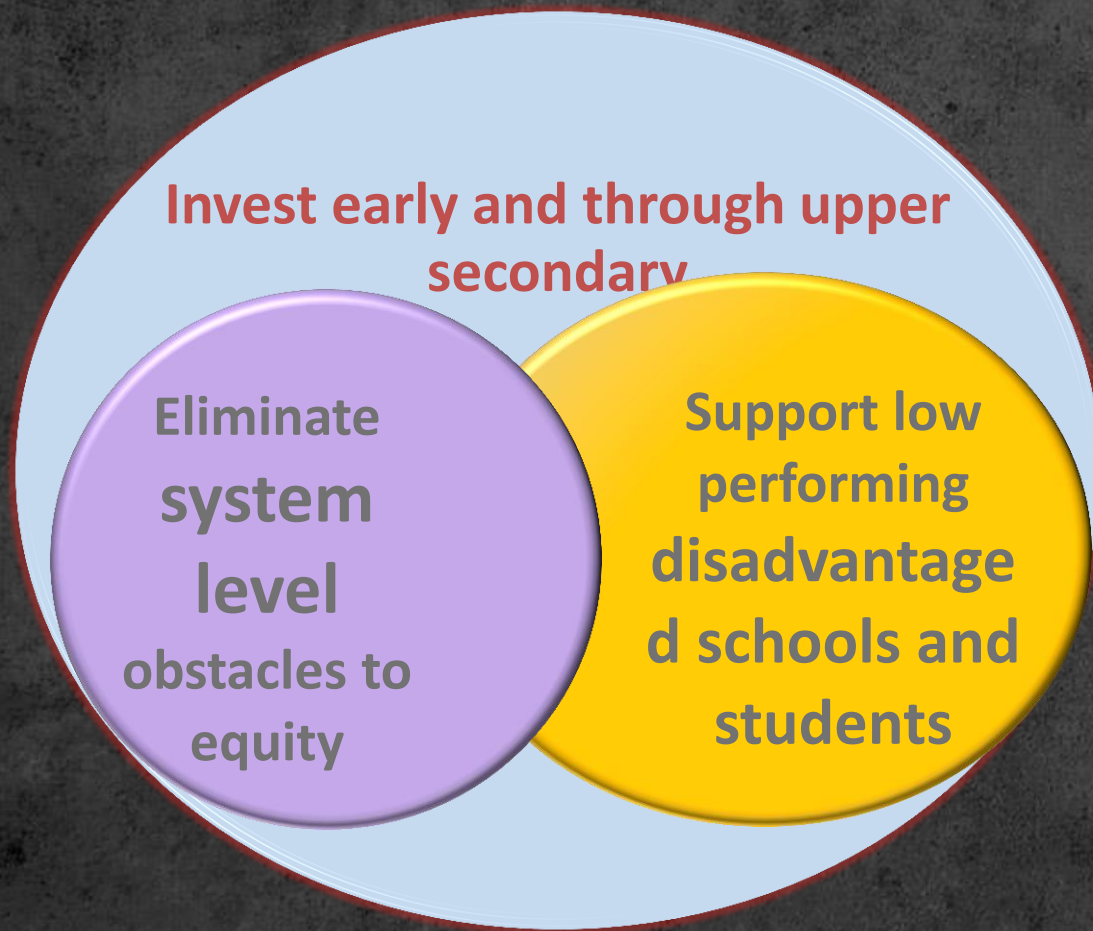 Invest early and through upper
secondary
Eliminate
system
level
obstacles to
equity
Support low
performing
disadvantage
d schools and
students